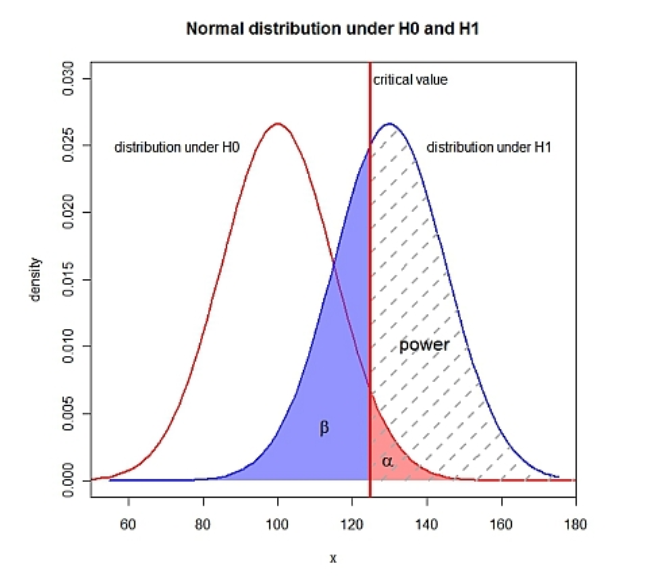 Normal distribution under H0 and H1
0.030
critical value
distribution under H0
distribution under H1
0.025
0.020
density
0.015
power
0.010
0.005
β
α
0.000
60 80 100 120 140 160 180
x